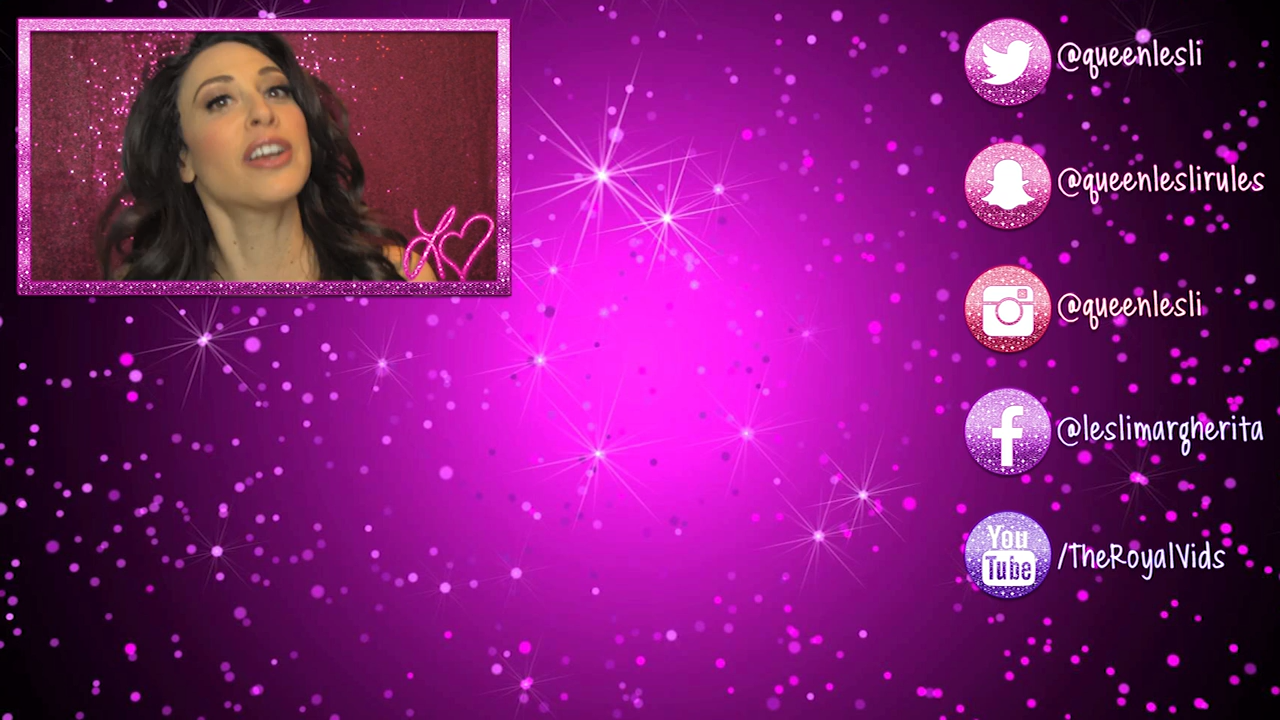 @queenlesli
@queenleslirules
@queenlesli
@leslimargherita
You
Tube
/TheRoyalVids